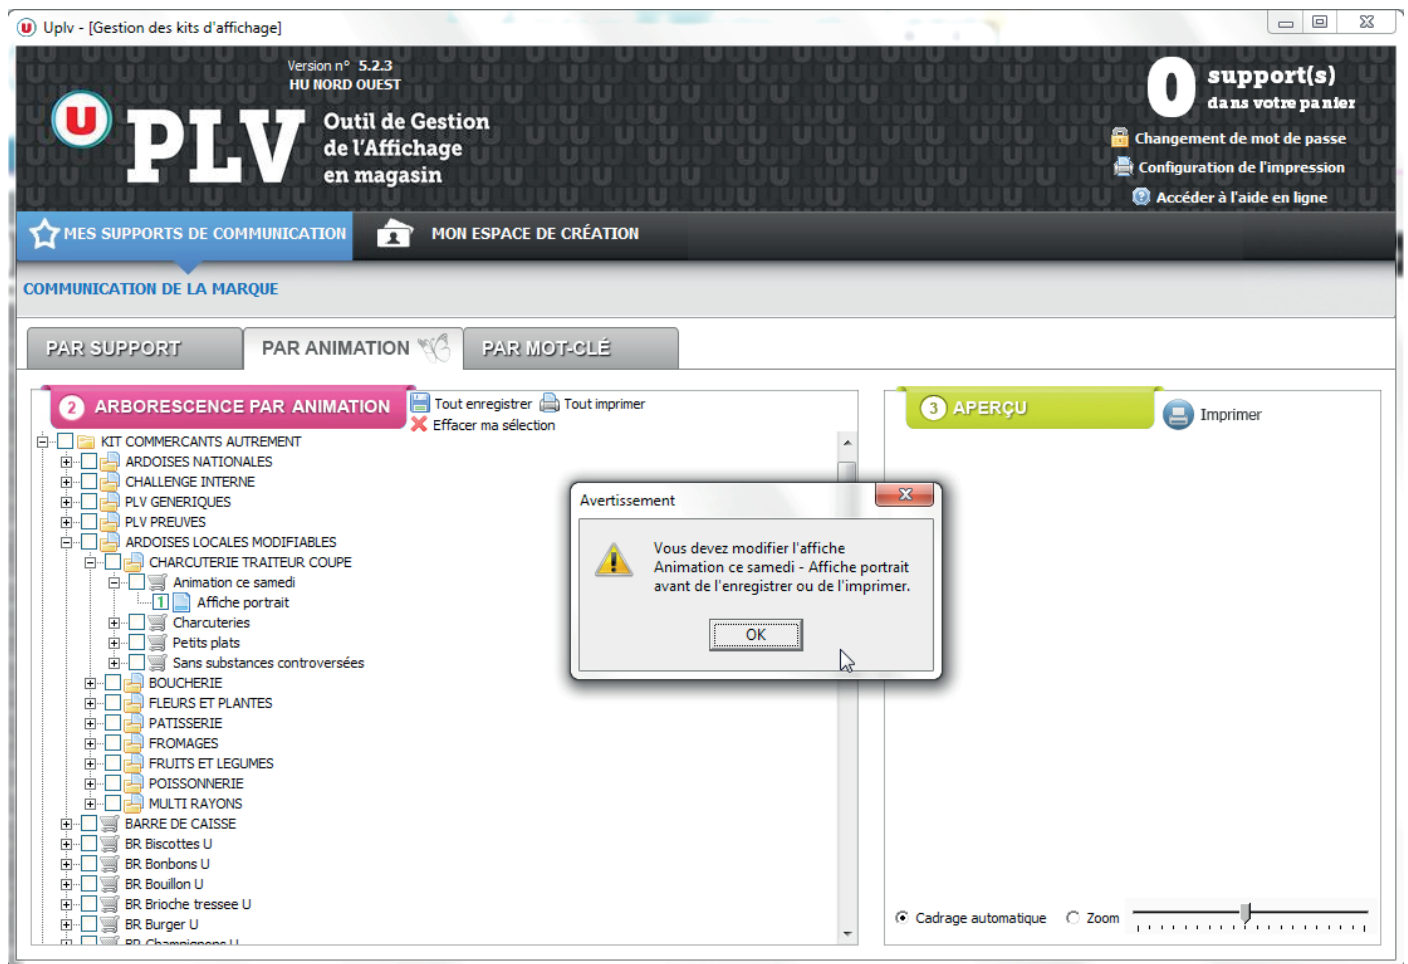 Uplv - [Gestion des kits d'affichage]
Version n° 5.2.3
HU NORD OUEST
U PLV
Outil de Gestion
de l'Affichage
en magasin
0 support(s)
dans votre panier
Changement de mot de passe
Configuration de l'impression
Accéder à l'aide en ligne
MES SUPPORTS DE COMMUNICATION
MON ESPACE DE CRÉATION
COMMUNICATION DE LA MARQUE
PAR SUPPORT
PAR ANIMATION
PAR MOT-CLÉ
2 ARBORESCENCE PAR ANIMATION
Tout enregistrer
Tout imprimer
Effacer ma sélection
KIT COMMERCANTS AUTREMENT
ARDOISES NATIONALES
CHALLENGE INTERNE
PLV GENERIQUES
PLV PREUVES
ARDOISES LOCALES MODIFIABLES
CHARCUTERIE TRAITEUR COUPE
Animation ce samedi
1 Affiche portrait
Charcuteries
Petits plats
Sans substances controversées
BOUCHERIE
FLEURS ET PLANTES
PATISSERIE
FROMAGES
FRUITS ET LEGUMES
POISSONNERIE
MULTI RAYONS
BARRE DE CAISSE
BR Biscottes U
BR Bonbons U
BR Bouillon U
BR Brioche tressee U
BR Burger U
BR Champignons U
3 APERÇU
Imprimer
Avertissement
Vous devez modifier l'affiche
Animation ce samedi - Affiche portrait
avant de l'enregistrer ou de l'imprimer.
OK
Cadrage automatique
Zoom